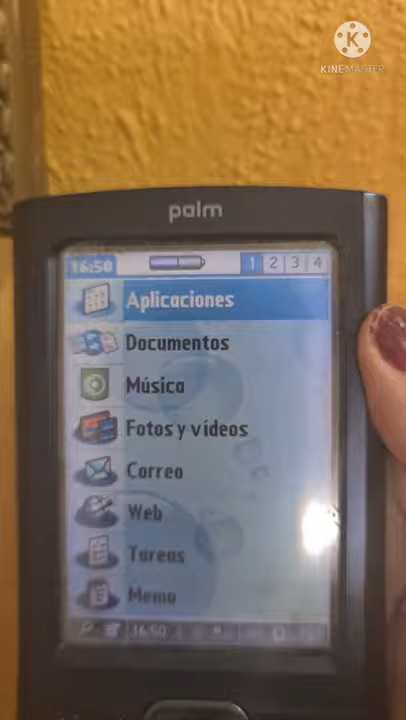 KINEMASTER
palm
16:50 1 2 3 4
Aplicaciones
Documentos
Música
Fotos y vídeos
Correo
Web
Tareas
Memo
16:50